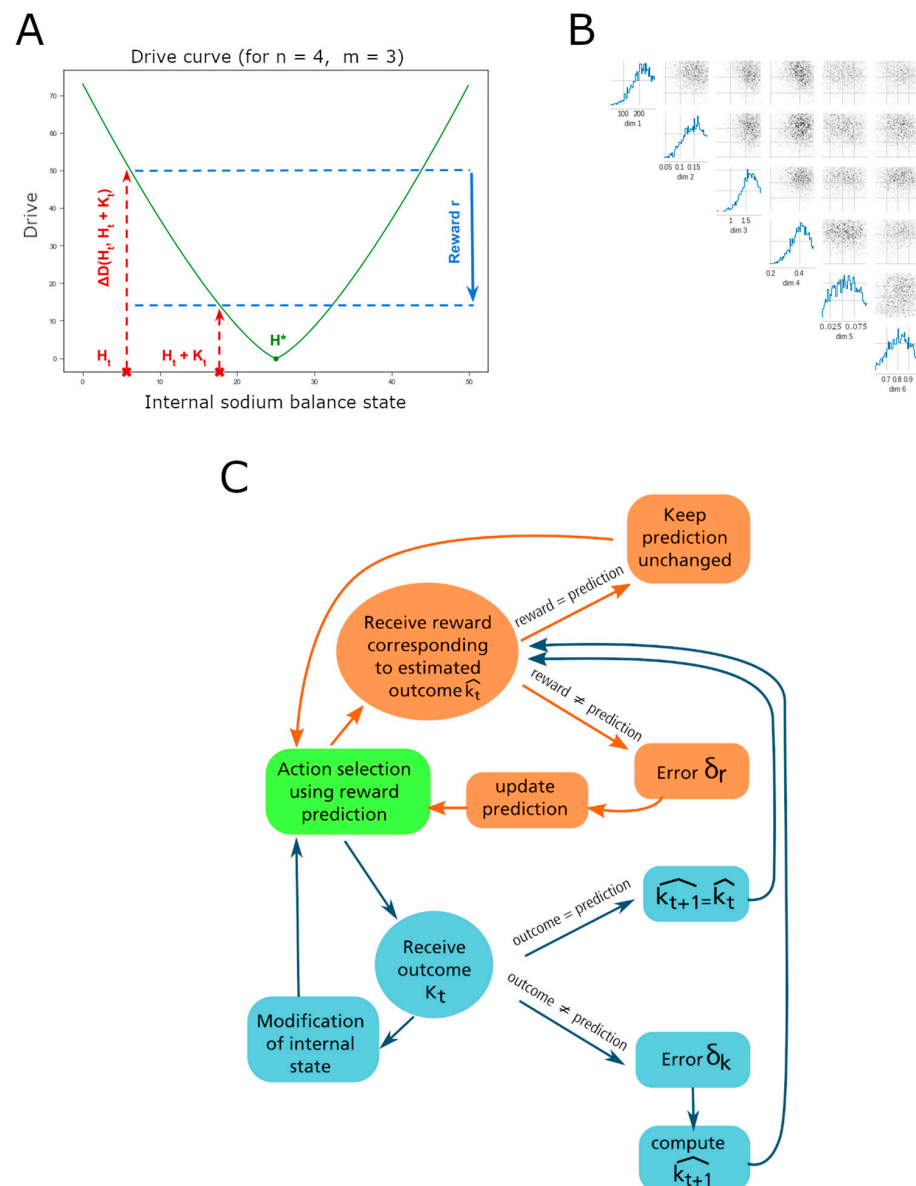 A
Drive curve (for n = 4, m = 3)
70
60
50
40
30
20
10
0
Drive
ΔD(Ht, Ht + Kt)
Reward r
Ht
Ht + Kt
H*
0
10
20
30
40
50
Internal sodium balance state
B
100 200
dim 1
0.05 0.1 0.15
dim 2
1 1.5
dim 3
0.2 0.4
dim 4
0.025 0.075
dim 5
0.7 0.8 0.9
dim 6
C
Keep
prediction
unchanged
reward = prediction
Receive reward
corresponding
to estimated
outcome k̂t
reward ≠ prediction
Action selection
using reward
prediction
update
prediction
Error δr
outcome = prediction
k̂t+1=k̂t
Receive
outcome
Kt
outcome ≠ prediction
Modification
of internal
state
Error δk
compute
k̂t+1